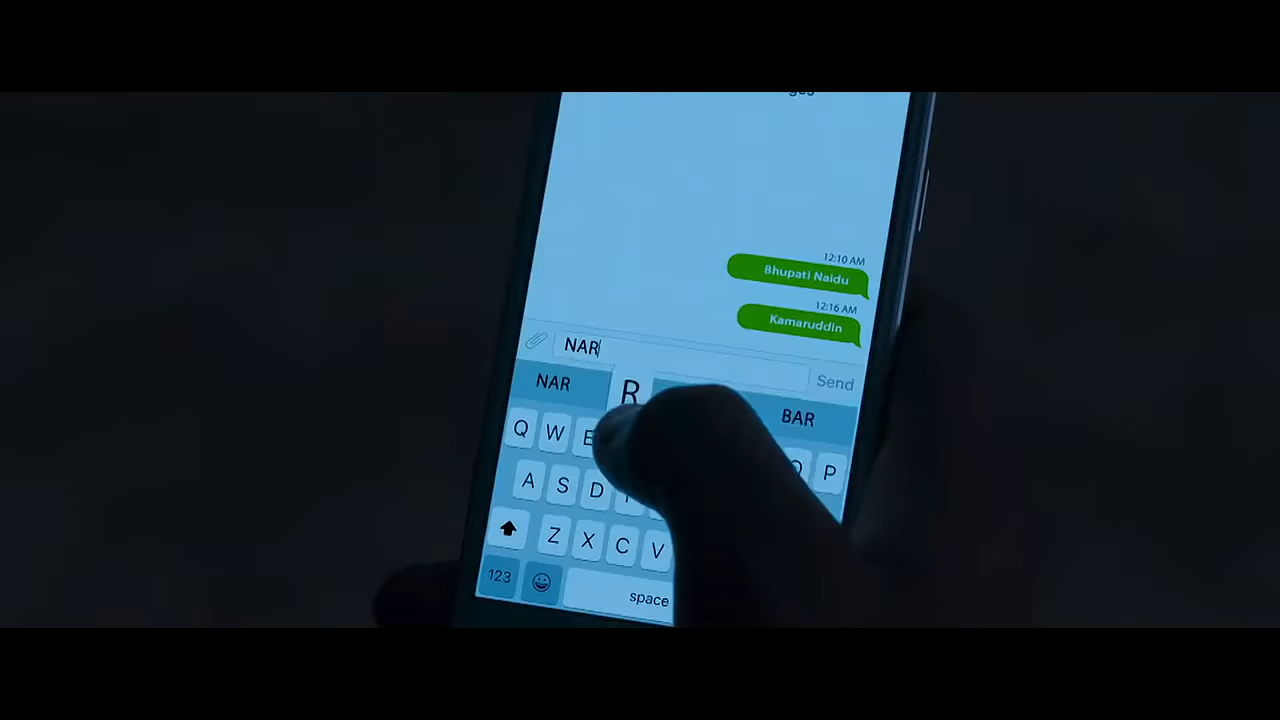 12:10 AM
Bhupati Naidu
12:16 AM
Kamaruddin
NAR
Send
NAR
R
BAR
Q W E P
A S D
Z X C V
123
space